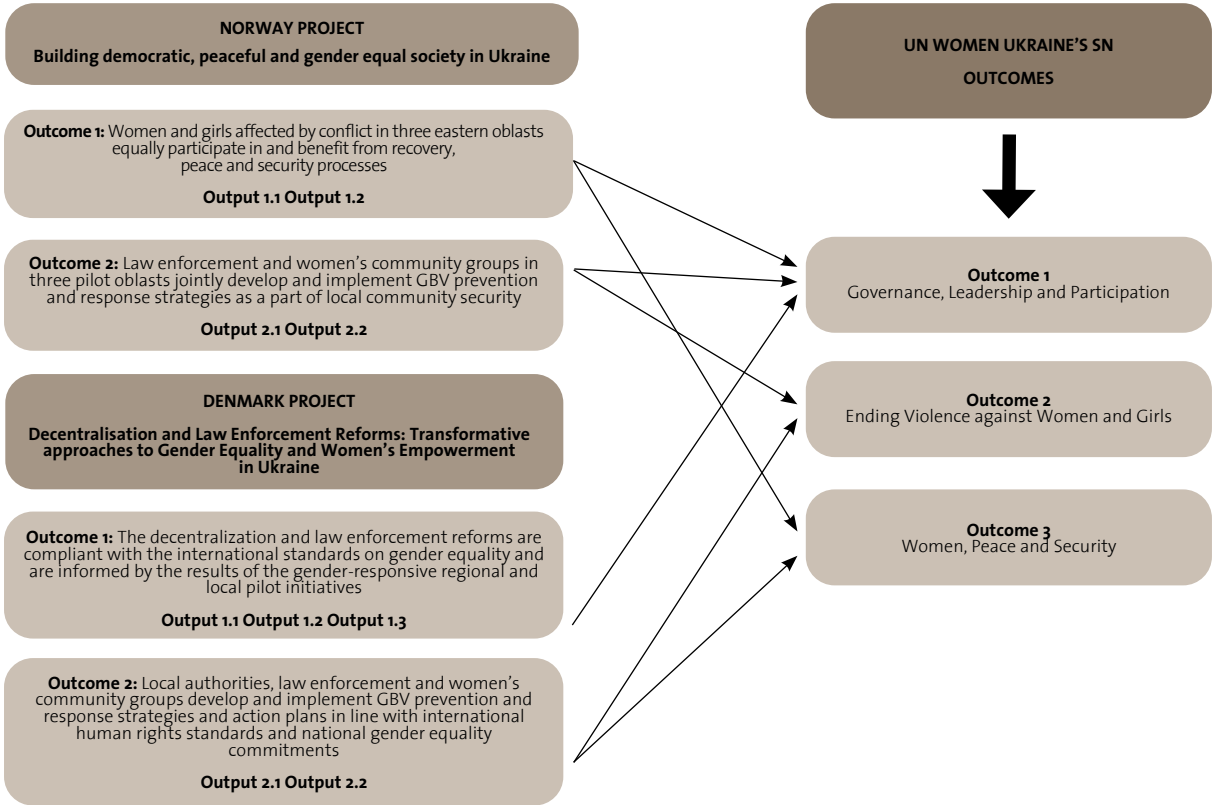 NORWAY PROJECT
Building democratic, peaceful and gender equal society in Ukraine
Outcome 1: Women and girls affected by conflict in three eastern oblasts
equally participate in and benefit from recovery,
peace and security processes
Output 1.1 Output 1.2
Outcome 2: Law enforcement and women’s community groups in
three pilot oblasts jointly develop and implement GBV prevention
and response strategies as a part of local community security
Output 2.1 Output 2.2
DENMARK PROJECT
Decentralisation and Law Enforcement Reforms: Transformative
approaches to Gender Equality and Women’s Empowerment
in Ukraine
Outcome 1: The decentralization and law enforcement reforms are
compliant with the international standards on gender equality and
are informed by the results of the gender-responsive regional and
local pilot initiatives
Output 1.1 Output 1.2 Output 1.3
Outcome 2: Local authorities, law enforcement and women’s
community groups develop and implement GBV prevention and
response strategies and action plans in line with international
human rights standards and national gender equality
commitments
Output 2.1 Output 2.2
UN WOMEN UKRAINE’S SN
OUTCOMES
Outcome 1
Governance, Leadership and Participation
Outcome 2
Ending Violence against Women and Girls
Outcome 3
Women, Peace and Security